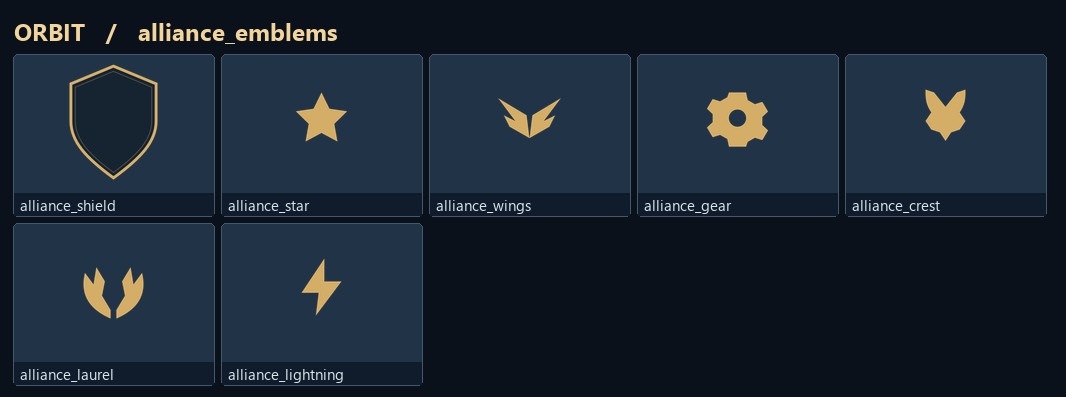 ORBIT / alliance_emblems
alliance_shield
alliance_star
alliance_wings
alliance_gear
alliance_crest
alliance_laurel
alliance_lightning